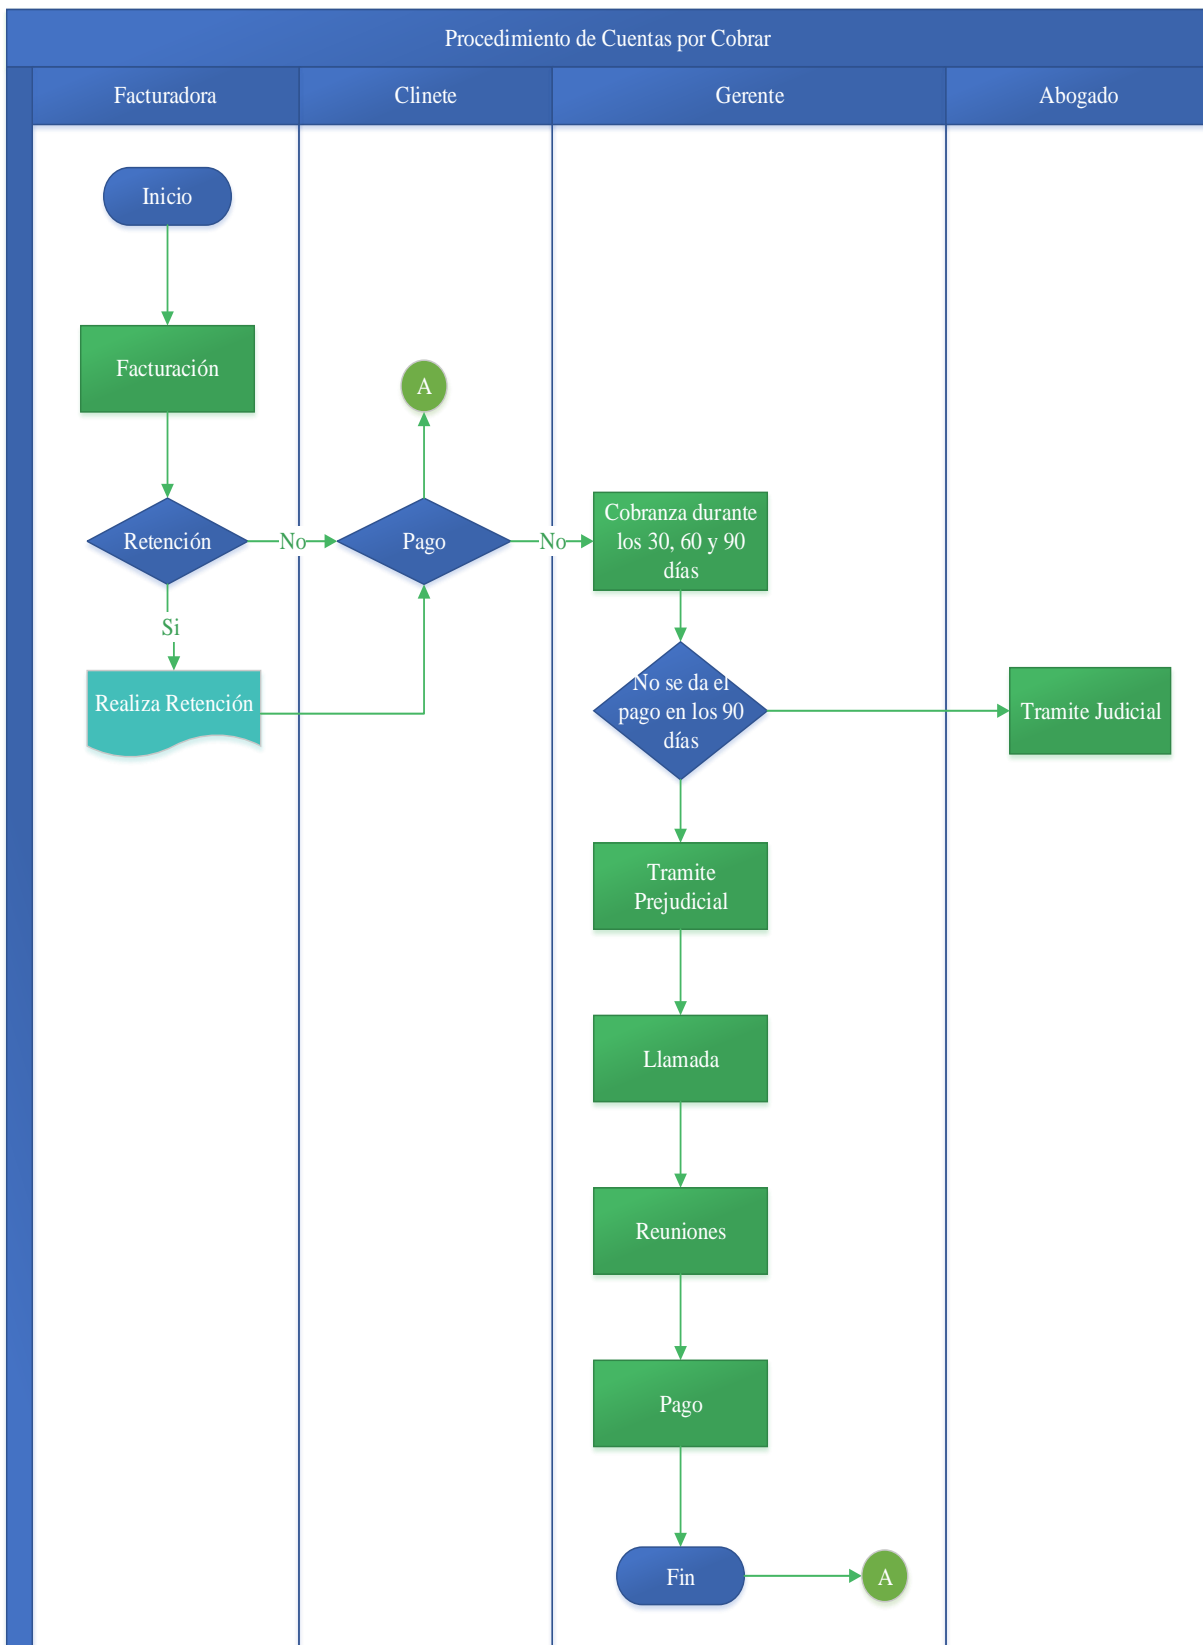 Procedimiento de Cuentas por Cobrar
Facturadora
Clinete
Gerente
Abogado
Inicio
Facturación
A
Retención
No
Pago
No
Cobranza durante
los 30, 60 y 90
días
Si
Realiza Retención
No se da el
pago en los 90
días
Tramite Judicial
Tramite
Prejudicial
Llamada
Reuniones
Pago
Fin
A